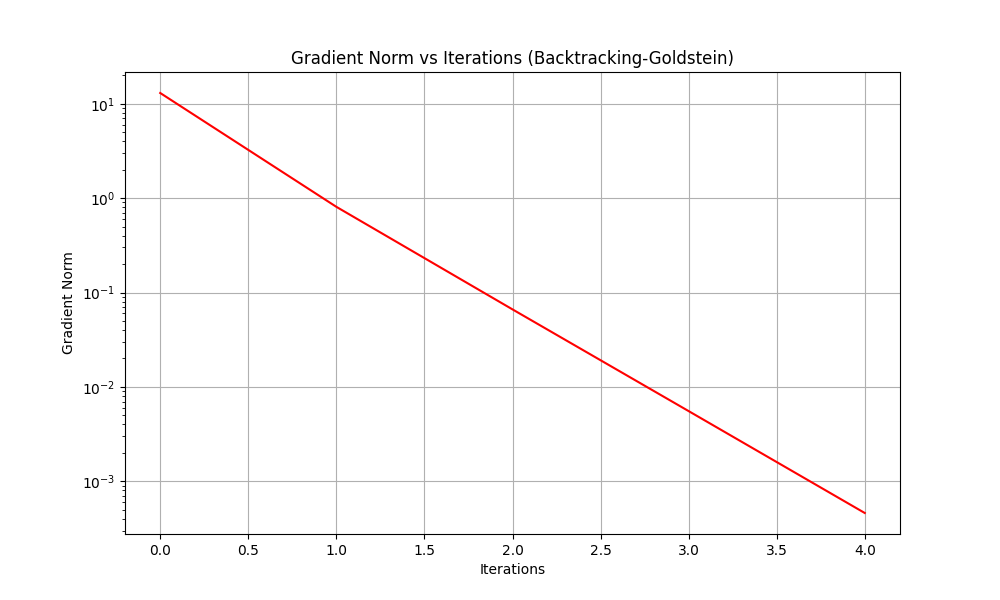 Gradient Norm vs Iterations (Backtracking-Goldstein)
Gradient Norm
10¹
10⁰
10⁻¹
10⁻²
10⁻³
0.0 0.5 1.0 1.5 2.0 2.5 3.0 3.5 4.0
Iterations